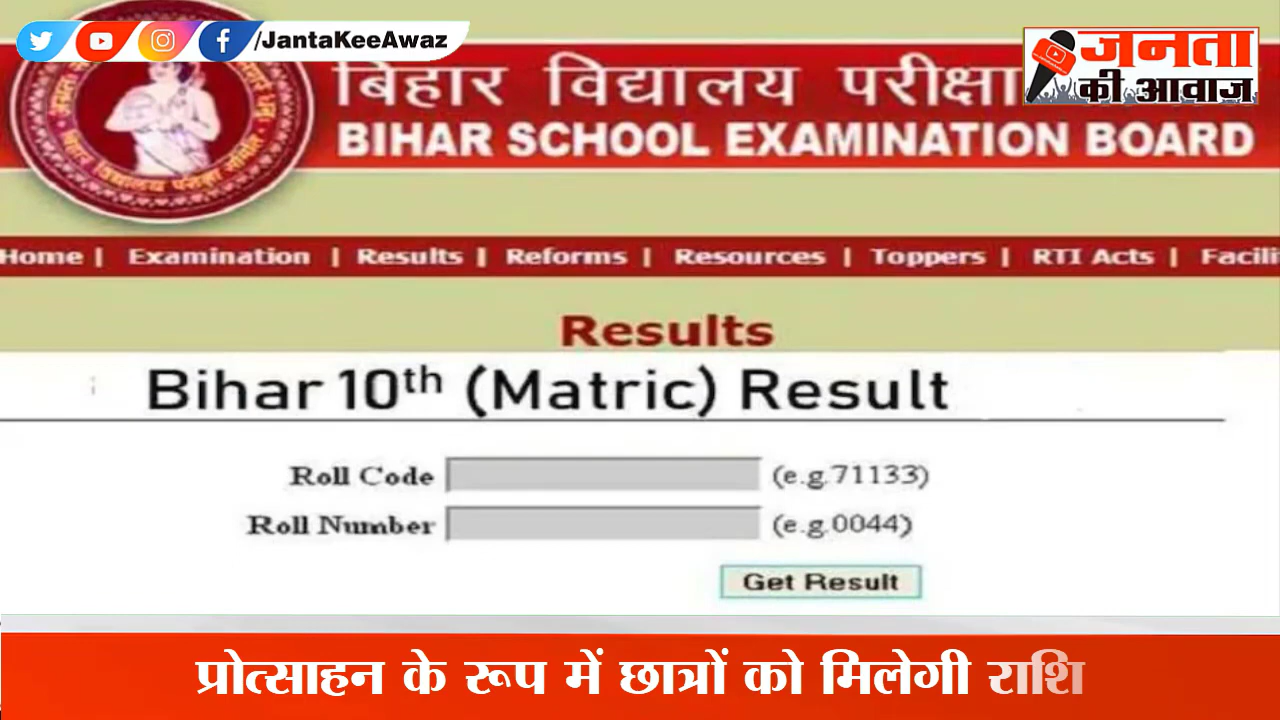 /JantaKeeAwaz
जनता
की आवाज
बिहार विद्यालय परीक्षा
BIHAR SCHOOL EXAMINATION BOARD
Home | Examination | Results | Reforms | Resources | Toppers | RTI Acts | Facili
Results
Bihar 10th (Matric) Result
Roll Code (e.g.71133)
Roll Number (e.g.0044)
Get Result
प्रोत्साहन के रूप में छात्रों को मिलेगी राशि